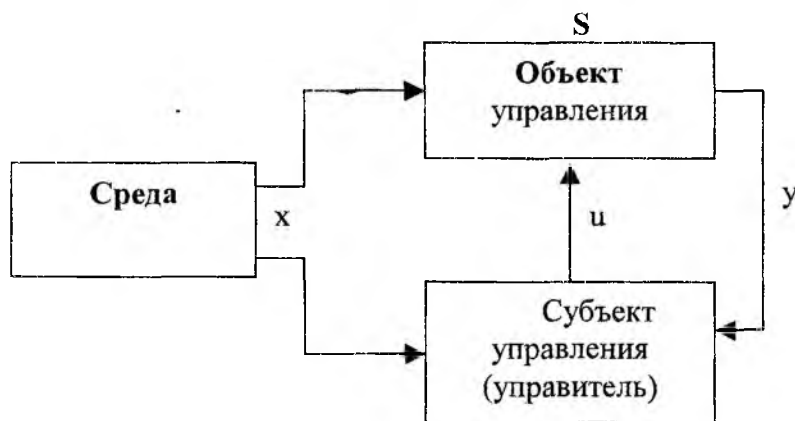 S
Объект
управления
Среда
x
u
y
Субъект
управления
(управитель)